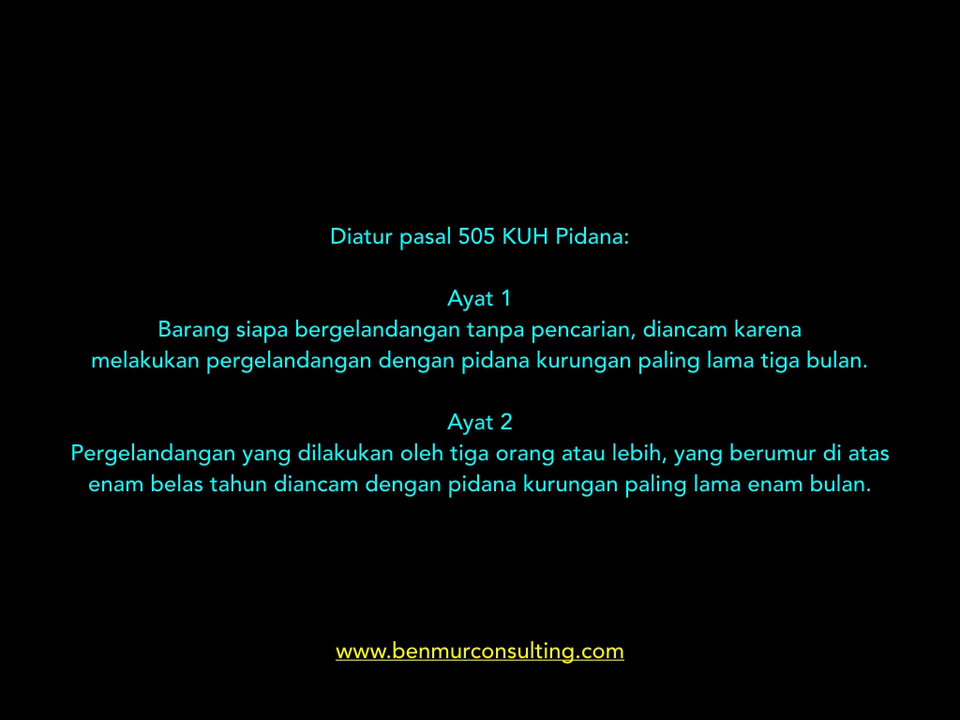 Diatur pasal 505 KUH Pidana:
Ayat 1
Barang siapa bergelandangan tanpa pencarian, diancam karena
melakukan pergelandangan dengan pidana kurungan paling lama tiga bulan.
Ayat 2
Pergelandangan yang dilakukan oleh tiga orang atau lebih, yang berumur di atas
enam belas tahun diancam dengan pidana kurungan paling lama enam bulan.
www.benmurconsulting.com